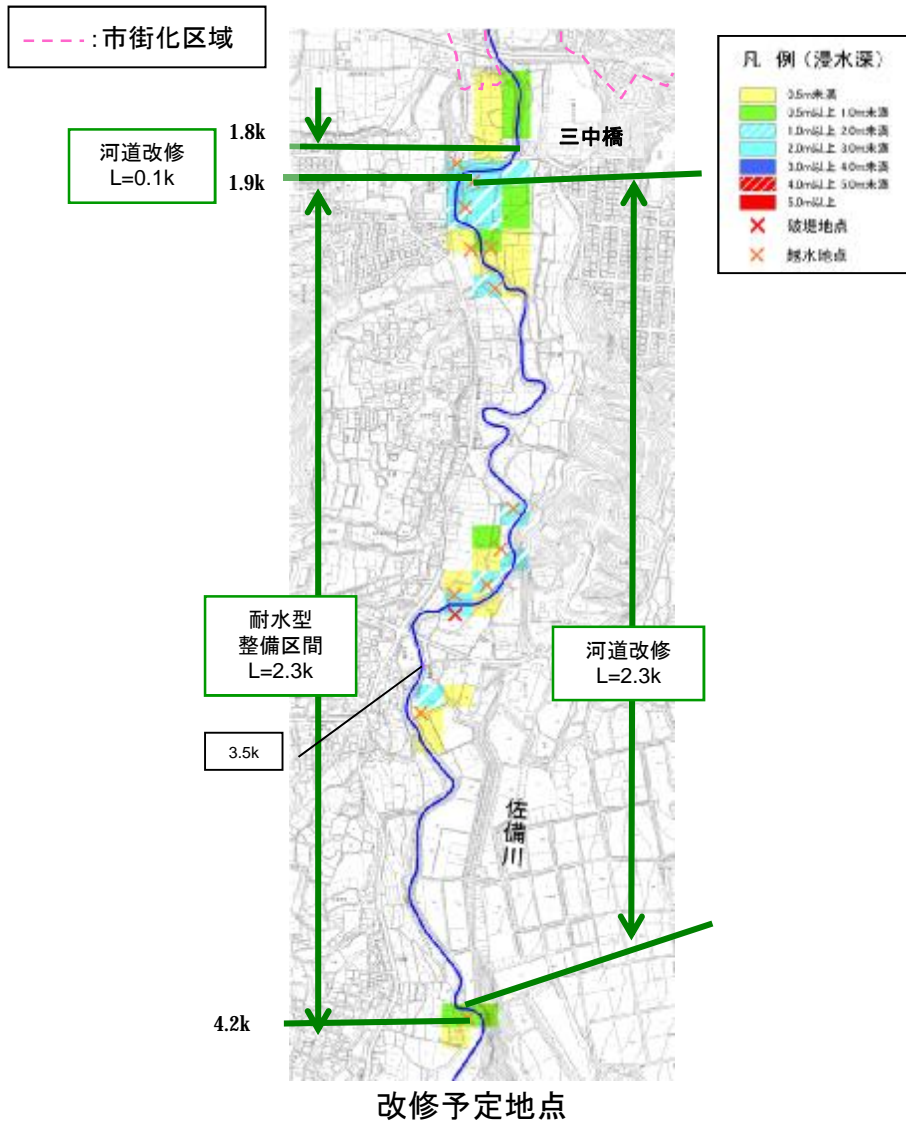 :市街化区域
凡 例(浸水深)
0.5m未満
0.5m以上 1.0m未満
1.0m以上 2.0m未満
2.0m以上 3.0m未満
3.0m以上 4.0m未満
4.0m以上 5.0m未満
5.0m以上
破堤地点
越水地点
1.8k
三中橋
河道改修
L=0.1k
1.9k
耐水型
整備区間
L=2.3k
河道改修
L=2.3k
3.5k
佐備川
4.2k
改修予定地点